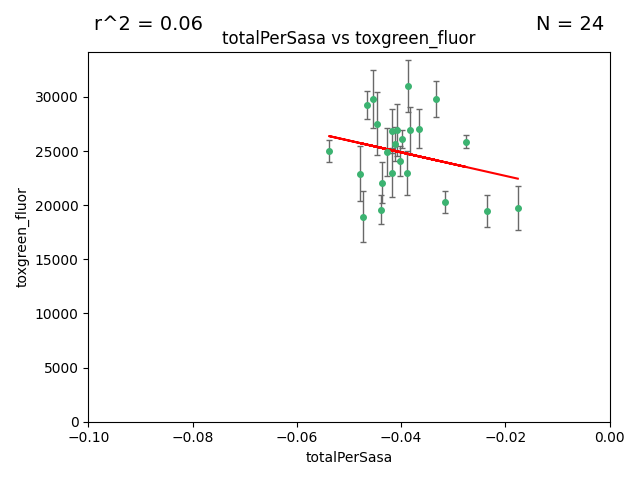 r^2 = 0.06
N = 24
totalPerSasa vs toxgreen_fluor
30000
25000
20000
15000
10000
5000
0
toxgreen_fluor
−0.10
−0.08
−0.06
−0.04
−0.02
0.00
totalPerSasa